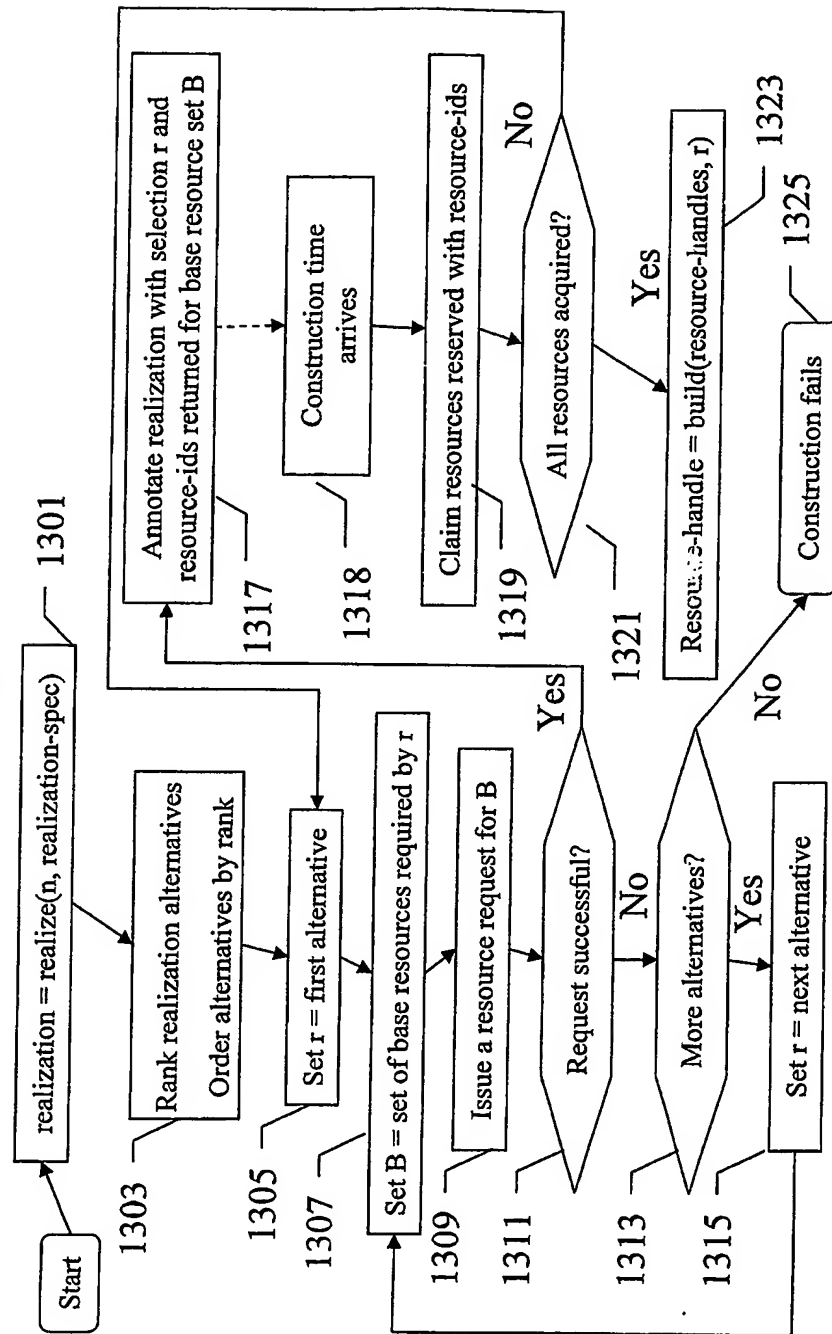 Start
realization = realize(n, realization-spec)
1301
Rank realization alternatives
Order alternatives by rank
1303
Set r = first alternative
1305
Set B = set of base resources required by r
1307
Issue a resource request for B
1309
Request successful?
1311
Yes
No
More alternatives?
1313
Yes
No
Set r = next alternative
1315
Annotate realization with selection r and
resource-ids returned for base resource set B
1317
Construction time
arrives
1318
Claim resources reserved with resource-ids
1319
All resources acquired?
1321
No
Yes
= build(resource-handles, r)
1323
Construction fails
1325